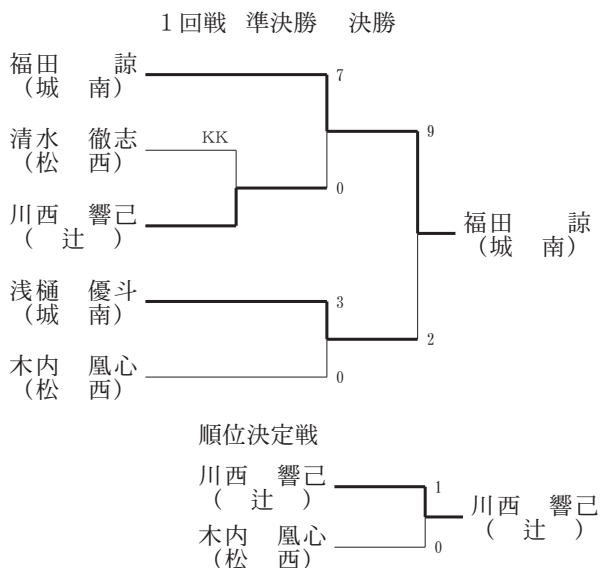 １回戦　準決勝　決勝
福田　　諒
（城　南）
7
清水　徹志
（松　西）
KK
9
0
川西　響己
（　辻　）
福田　　諒
（城　南）
浅樋　優斗
（城　南）
3
2
木内　凰心
（松　西）
0
順位決定戦
川西　響己
（　辻　）
1
川西　響己
（　辻　）
木内　凰心
（松　西）
0